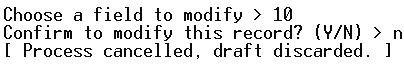 Choose a field to modify > 10
Confirm to modify this record? (Y/N) > n
[ Process cancelled, draft discarded. ]